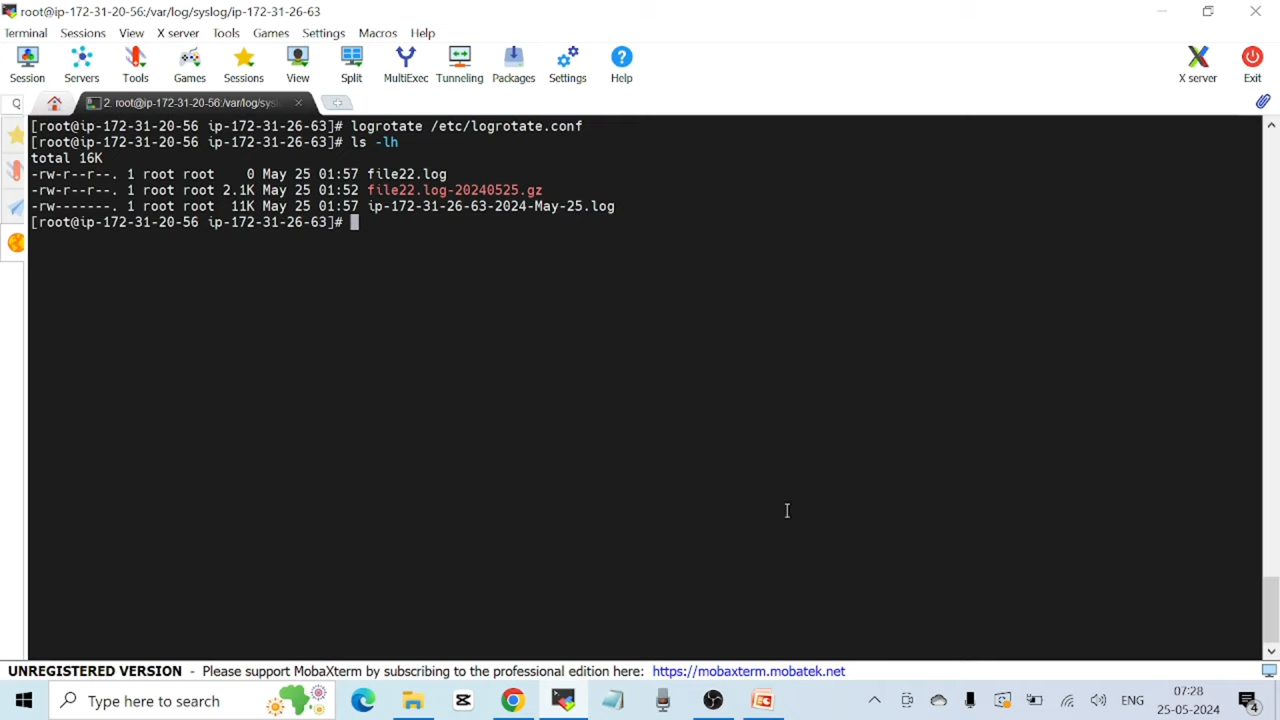 root@ip-172-31-20-56:/var/log/syslog/ip-172-31-26-63
Terminal Sessions View X server Tools Games Settings Macros Help
Session Servers Tools Games Sessions View Split MultiExec Tunneling Packages Settings Help X server Exit
2. root@ip-172-31-20-56:/var/log/sys
[root@ip-172-31-20-56 ip-172-31-26-63]# logrotate /etc/logrotate.conf
[root@ip-172-31-20-56 ip-172-31-26-63]# ls -lh
total 16K
-rw-r--r--. 1 root root    0 May 25 01:57 file22.log
-rw-r--r--. 1 root root 2.1K May 25 01:52 file22.log-20240525.gz
-rw-------. 1 root root  11K May 25 01:57 ip-172-31-26-63-2024-May-25.log
[root@ip-172-31-20-56 ip-172-31-26-63]#
UNREGISTERED VERSION - Please support MobaXterm by subscribing to the professional edition here: https://mobaxterm.mobatek.net
Type here to search
ENG
07:28
25-05-2024
4